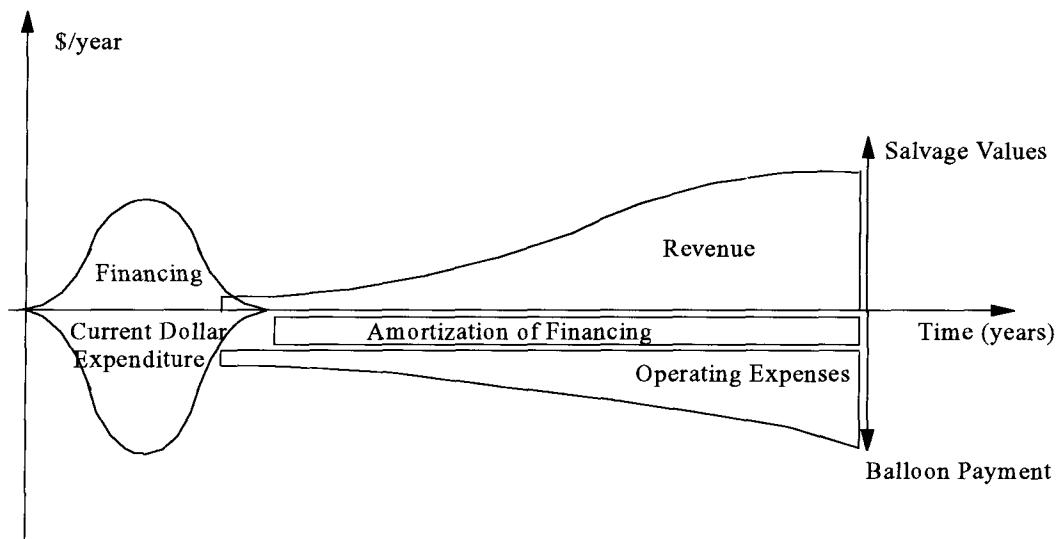 $/year
Salvage Values
Revenue
Financing
Current Dollar
Expenditure
Amortization of Financing
Time (years)
Operating Expenses
Balloon Payment